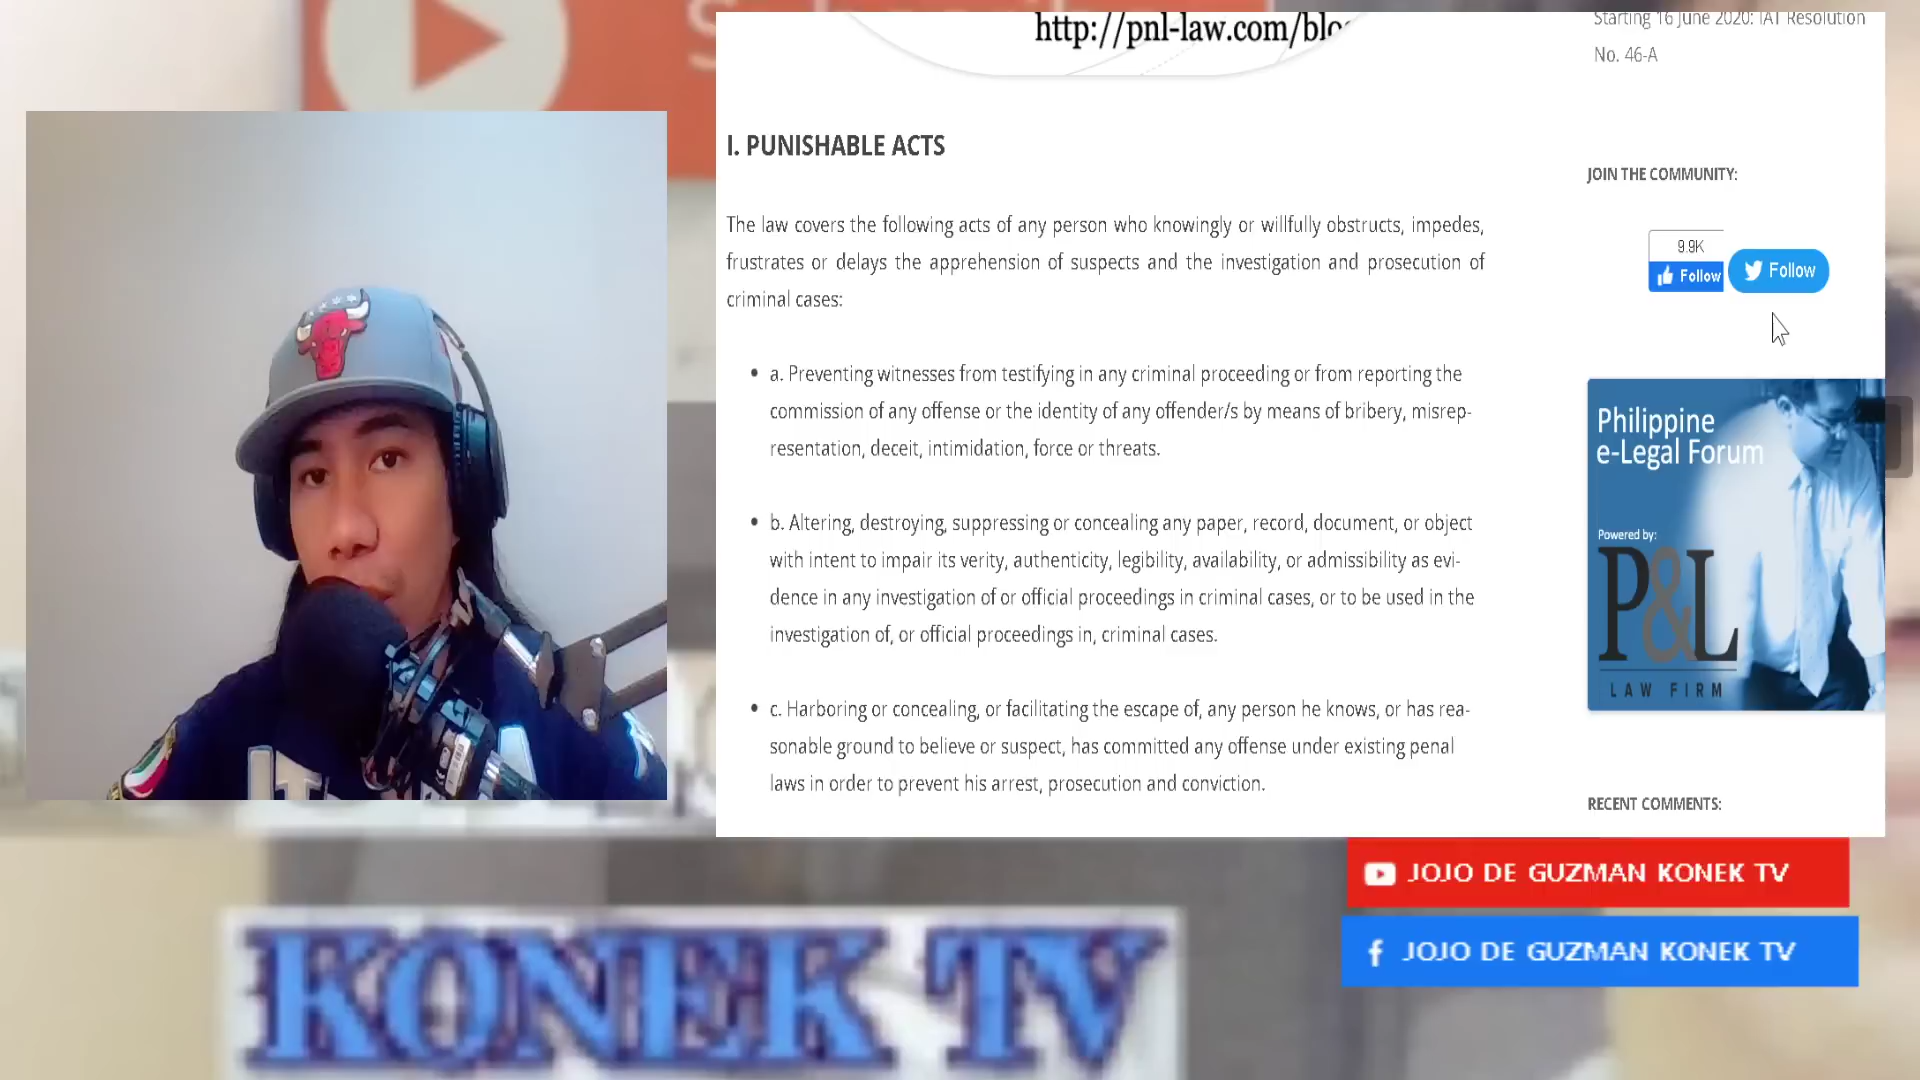 http://pnl-law.com/blo
Starting 16 June 2020: IAT Resolution
No. 46-A
I. PUNISHABLE ACTS
The law covers the following acts of any person who knowingly or willfully obstructs, impedes,
frustrates or delays the apprehension of suspects and the investigation and prosecution of
criminal cases:
• a. Preventing witnesses from testifying in any criminal proceeding or from reporting the
commission of any offense or the identity of any offender/s by means of bribery, misrep-
resentation, deceit, intimidation, force or threats.
• b. Altering, destroying, suppressing or concealing any paper, record, document, or object
with intent to impair its verity, authenticity, legibility, availability, or admissibility as evi-
dence in any investigation of or official proceedings in criminal cases, or to be used in the
investigation of, or official proceedings in, criminal cases.
• c. Harboring or concealing, or facilitating the escape of, any person he knows, or has rea-
sonable ground to believe or suspect, has committed any offense under existing penal
laws in order to prevent his arrest, prosecution and conviction.
JOIN THE COMMUNITY:
9.9K
Follow
Follow
Philippine
e-Legal Forum
Powered by:
P&L
LAW FIRM
RECENT COMMENTS:
JOJO DE GUZMAN KONEK TV
JOJO DE GUZMAN KONEK TV
KONEK TV